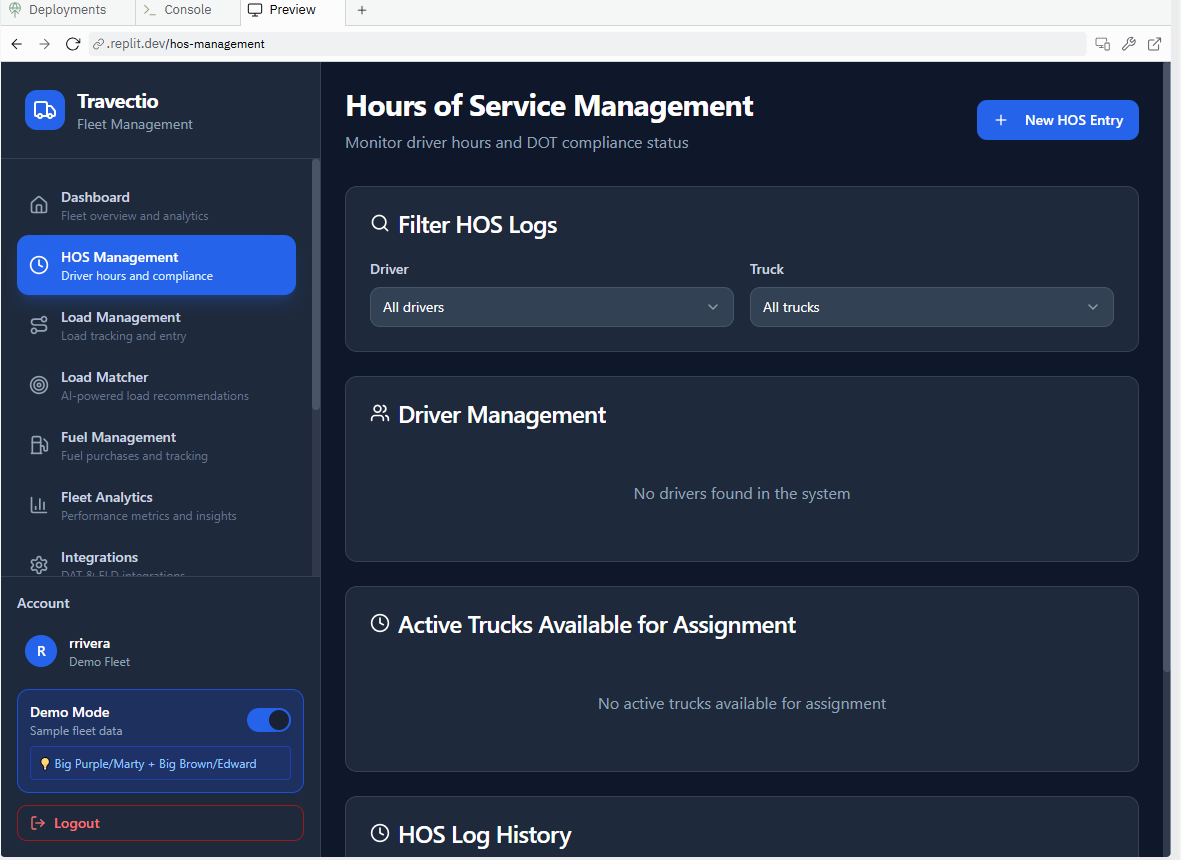 Deployments
Console
Preview
.replit.dev/hos-management
Travectio
Fleet Management
Dashboard
Fleet overview and analytics
HOS Management
Driver hours and compliance
Load Management
Load tracking and entry
Load Matcher
AI-powered load recommendations
Fuel Management
Fuel purchases and tracking
Fleet Analytics
Performance metrics and insights
Integrations
DAT & ELD integrations
Account
R
rrivera
Demo Fleet
Demo Mode
Sample fleet data
💡 Big Purple/Marty + Big Brown/Edward
Logout
Hours of Service Management
Monitor driver hours and DOT compliance status
+ New HOS Entry
Filter HOS Logs
Driver
Truck
All drivers
All trucks
Driver Management
No drivers found in the system
Active Trucks Available for Assignment
No active trucks available for assignment
HOS Log History